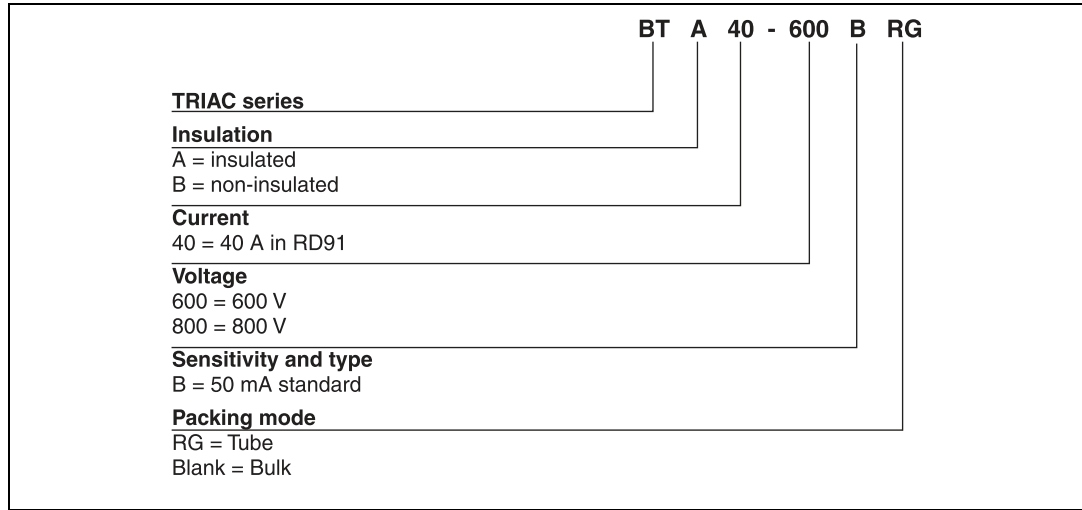 BT A 40 - 600 B RG
TRIAC series
Insulation
A = insulated
B = non-insulated
Current
40 = 40 A in RD91
Voltage
600 = 600 V
800 = 800 V
Sensitivity and type
B = 50 mA standard
Packing mode
RG = Tube
Blank = Bulk